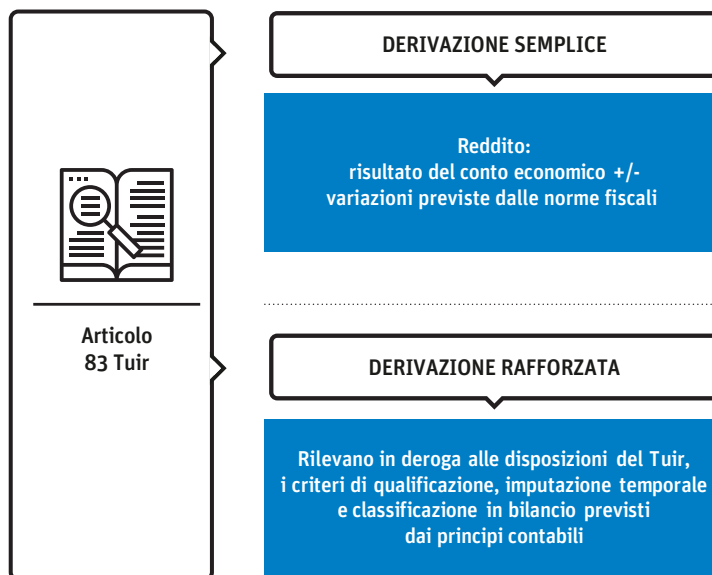 Articolo
83 Tuir
DERIVAZIONE SEMPLICE
Reddito:
risultato del conto economico +/-
variazioni previste dalle norme fiscali
DERIVAZIONE RAFFORZATA
Rilevano in deroga alle disposizioni del Tuir,
i criteri di qualificazione, imputazione temporale
e classificazione in bilancio previsti
dai principi contabili